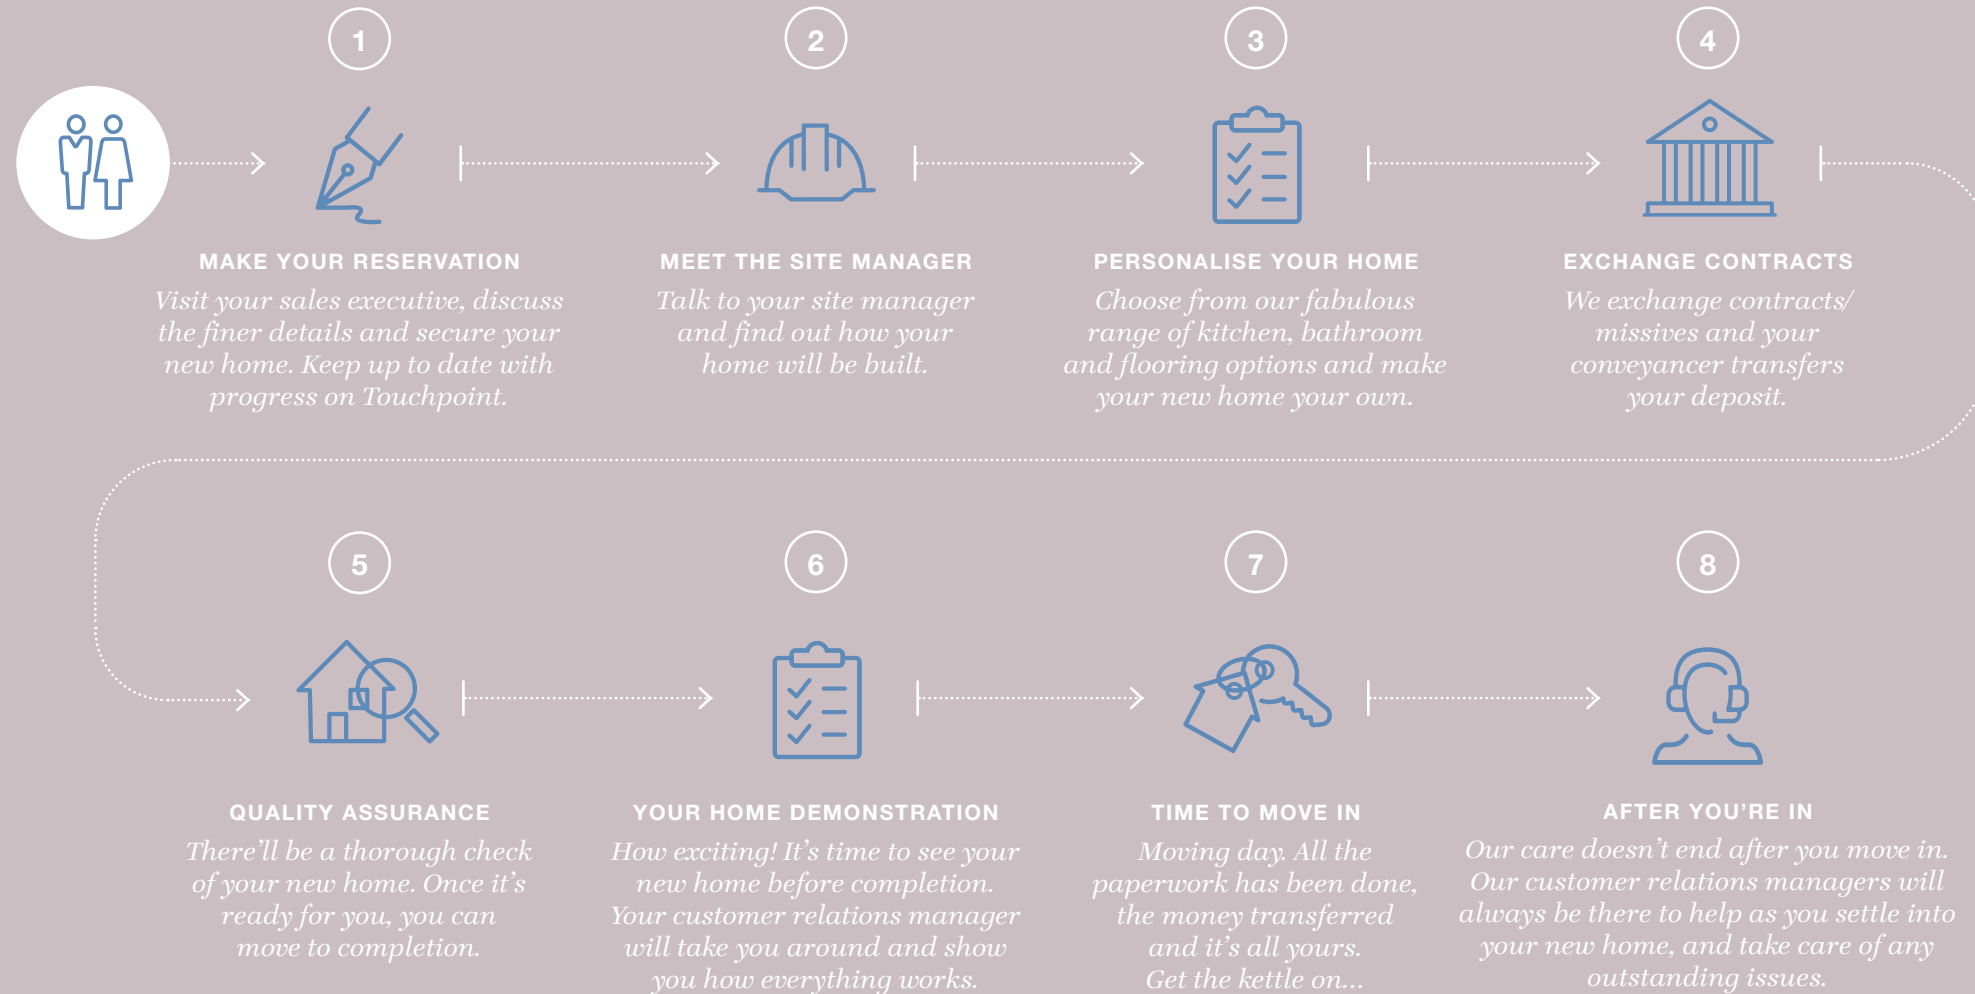 1
MAKE YOUR RESERVATION
Visit your sales executive, discuss
the finer details and secure your
new home. Keep up to date with
progress on Touchpoint.
2
MEET THE SITE MANAGER
Talk to your site manager
and find out how your
home will be built.
3
PERSONALISE YOUR HOME
Choose from our fabulous
range of kitchen, bathroom
and flooring options and make
your new home your own.
4
EXCHANGE CONTRACTS
We exchange contracts/
missives and your
conveyancer transfers
your deposit.
5
QUALITY ASSURANCE
There’ll be a thorough check
of your new home. Once it’s
ready for you, you can
move to completion.
6
YOUR HOME DEMONSTRATION
How exciting! It’s time to see your
new home before completion.
Your customer relations manager
will take you around and show
you how everything works.
7
TIME TO MOVE IN
Moving day. All the
paperwork has been done,
the money transferred
and it’s all yours.
Get the kettle on...
8
AFTER YOU’RE IN
Our care doesn’t end after you move in.
Our customer relations managers will
always be there to help as you settle into
your new home, and take care of any
outstanding issues.